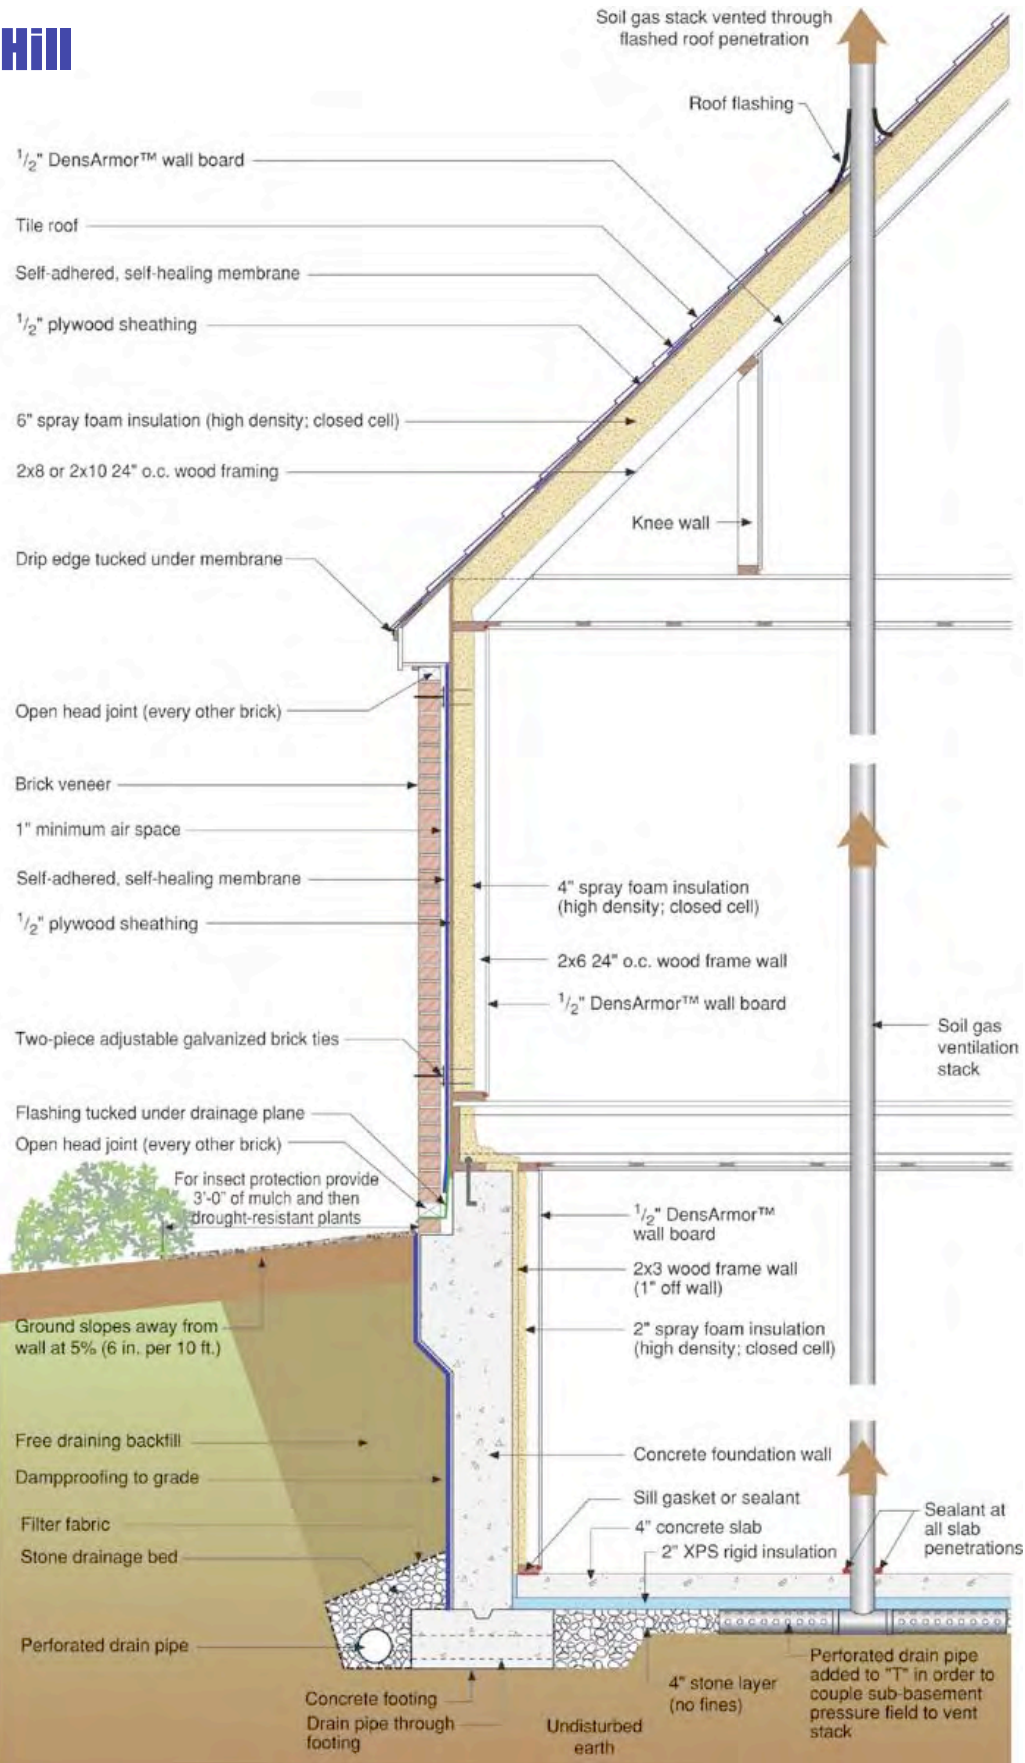 Hill
Soil gas stack vented through
flashed roof penetration
Roof flashing
1/2" DensArmor™ wall board
Tile roof
Self-adhered, self-healing membrane
1/2" plywood sheathing
6" spray foam insulation (high density; closed cell)
2x8 or 2x10 24" o.c. wood framing
Knee wall
Drip edge tucked under membrane
Open head joint (every other brick)
Brick veneer
1" minimum air space
Self-adhered, self-healing membrane
4" spray foam insulation
(high density; closed cell)
1/2" plywood sheathing
2x6 24" o.c. wood frame wall
1/2" DensArmor™ wall board
Soil gas
ventilation
stack
Two-piece adjustable galvanized brick ties
Flashing tucked under drainage plane
Open head joint (every other brick)
For insect protection provide
3'-0" of mulch and then
drought-resistant plants
1/2" DensArmor™
wall board
2x3 wood frame wall
(1" off wall)
Ground slopes away from
wall at 5% (6 in. per 10 ft.)
2" spray foam insulation
(high density; closed cell)
Free draining backfill
Concrete foundation wall
Dampproofing to grade
Sill gasket or sealant
Sealant at
all slab
penetrations
Filter fabric
4" concrete slab
Stone drainage bed
2" XPS rigid insulation
Perforated drain pipe
Perforated drain pipe
added to "T" in order to
couple sub-basement
pressure field to vent
stack
4" stone layer
(no fines)
Concrete footing
Drain pipe through
footing
Undisturbed
earth